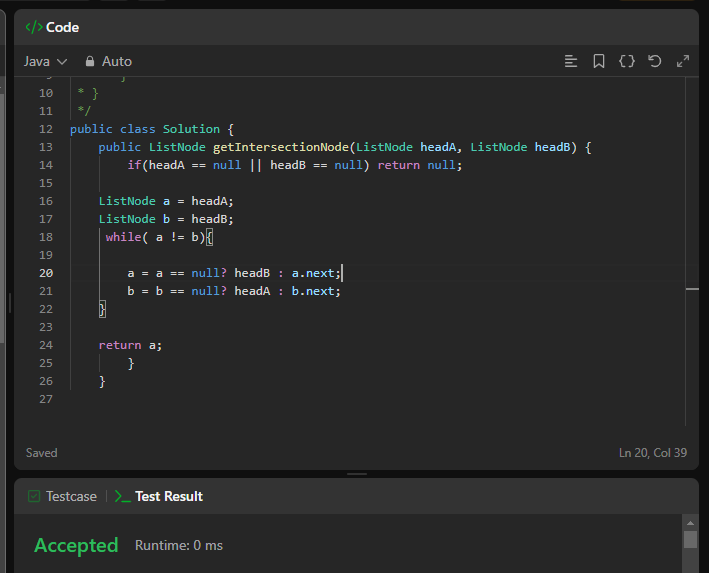 </> Code
Java Auto
9 * }
10 * }
11 */
12 public class Solution {
13 public ListNode getIntersectionNode(ListNode headA, ListNode headB) {
14 if(headA == null || headB == null) return null;
15
16 ListNode a = headA;
17 ListNode b = headB;
18 while( a != b){
19
20 a = a == null? headB : a.next;
21 b = b == null? headA : b.next;
22 }
23
24 return a;
25 }
26 }
27
Saved Ln 20, Col 39
Testcase | >_ Test Result
Accepted Runtime: 0 ms